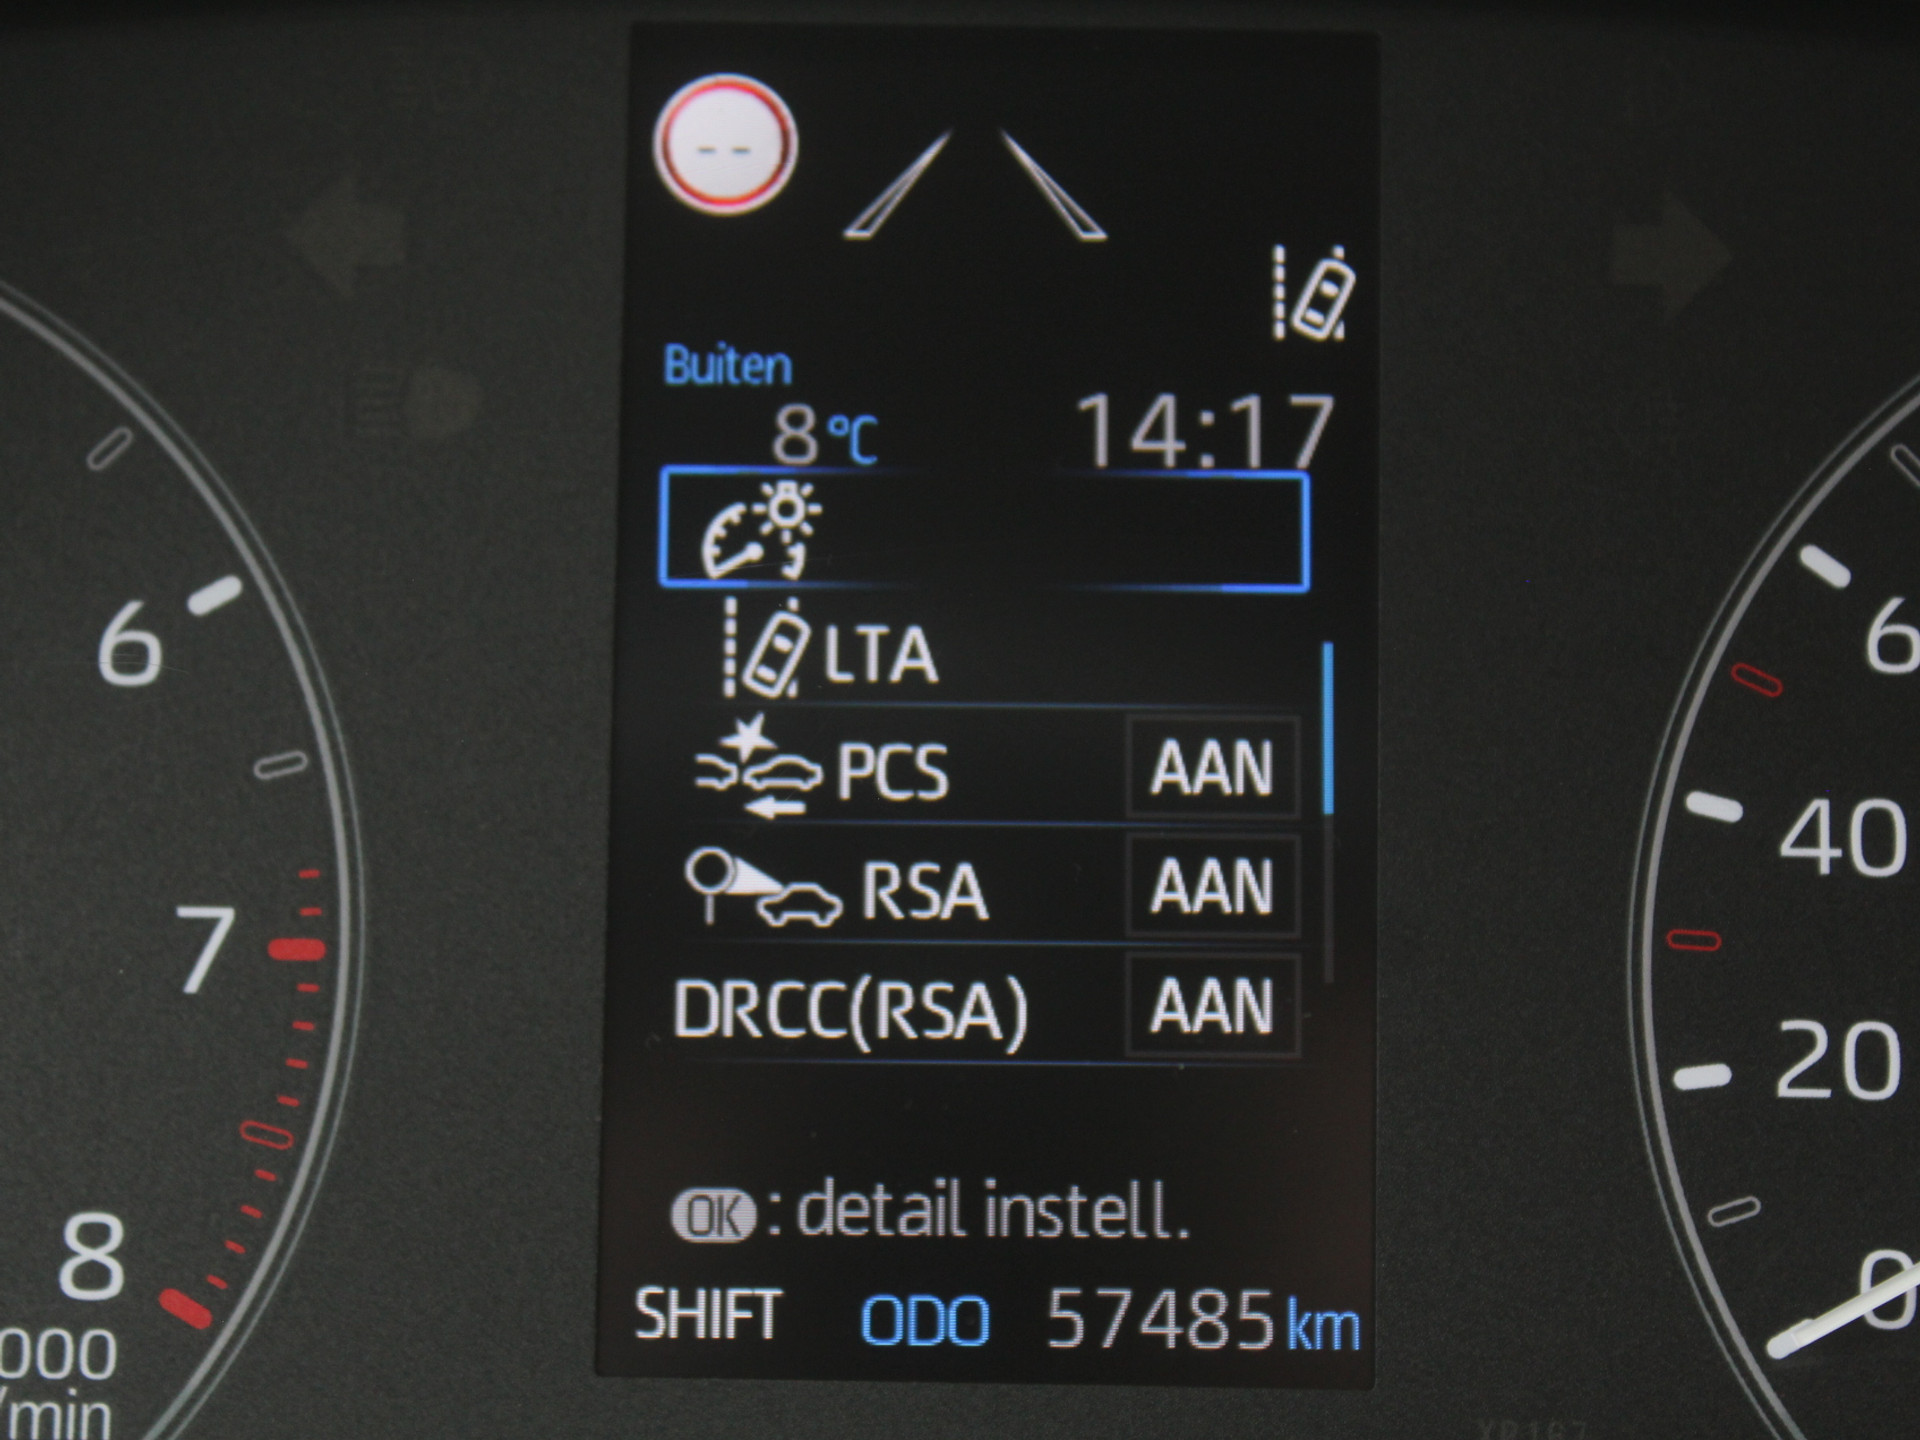 --
Buiten
8°C 14:17
LTA
PCS AAN
RSA AAN
DRCC(RSA) AAN
OK : detail instell.
SHIFT ODO 57485 km
6
7
8
000
/min
6
40
20
0